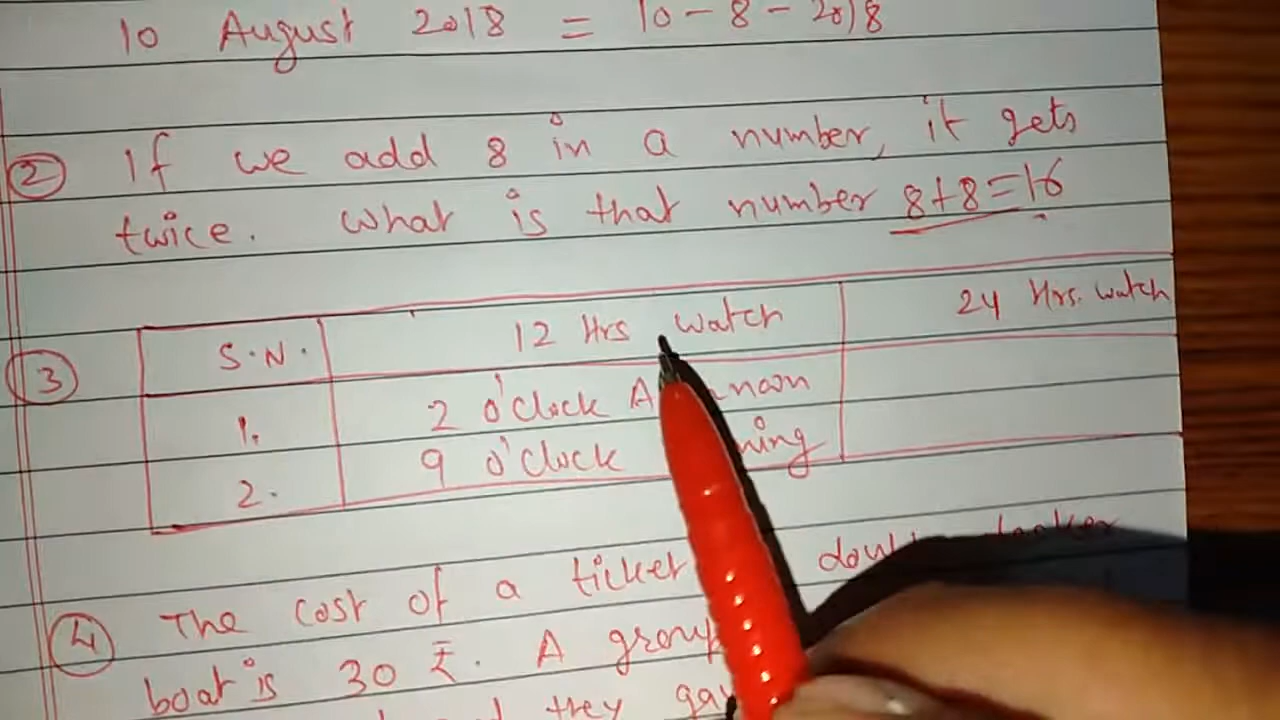 10 August 2018 = 10-8-2018
② If we add 8 in a number, it gets
twice. What is that number 8+8=16
③ S.N. 12 Hrs watch 24 Hrs. watch
1. 2 o'clock
2. 9 o'clock
④ The cost of a ticket
boat is 30 ₹. A group
they